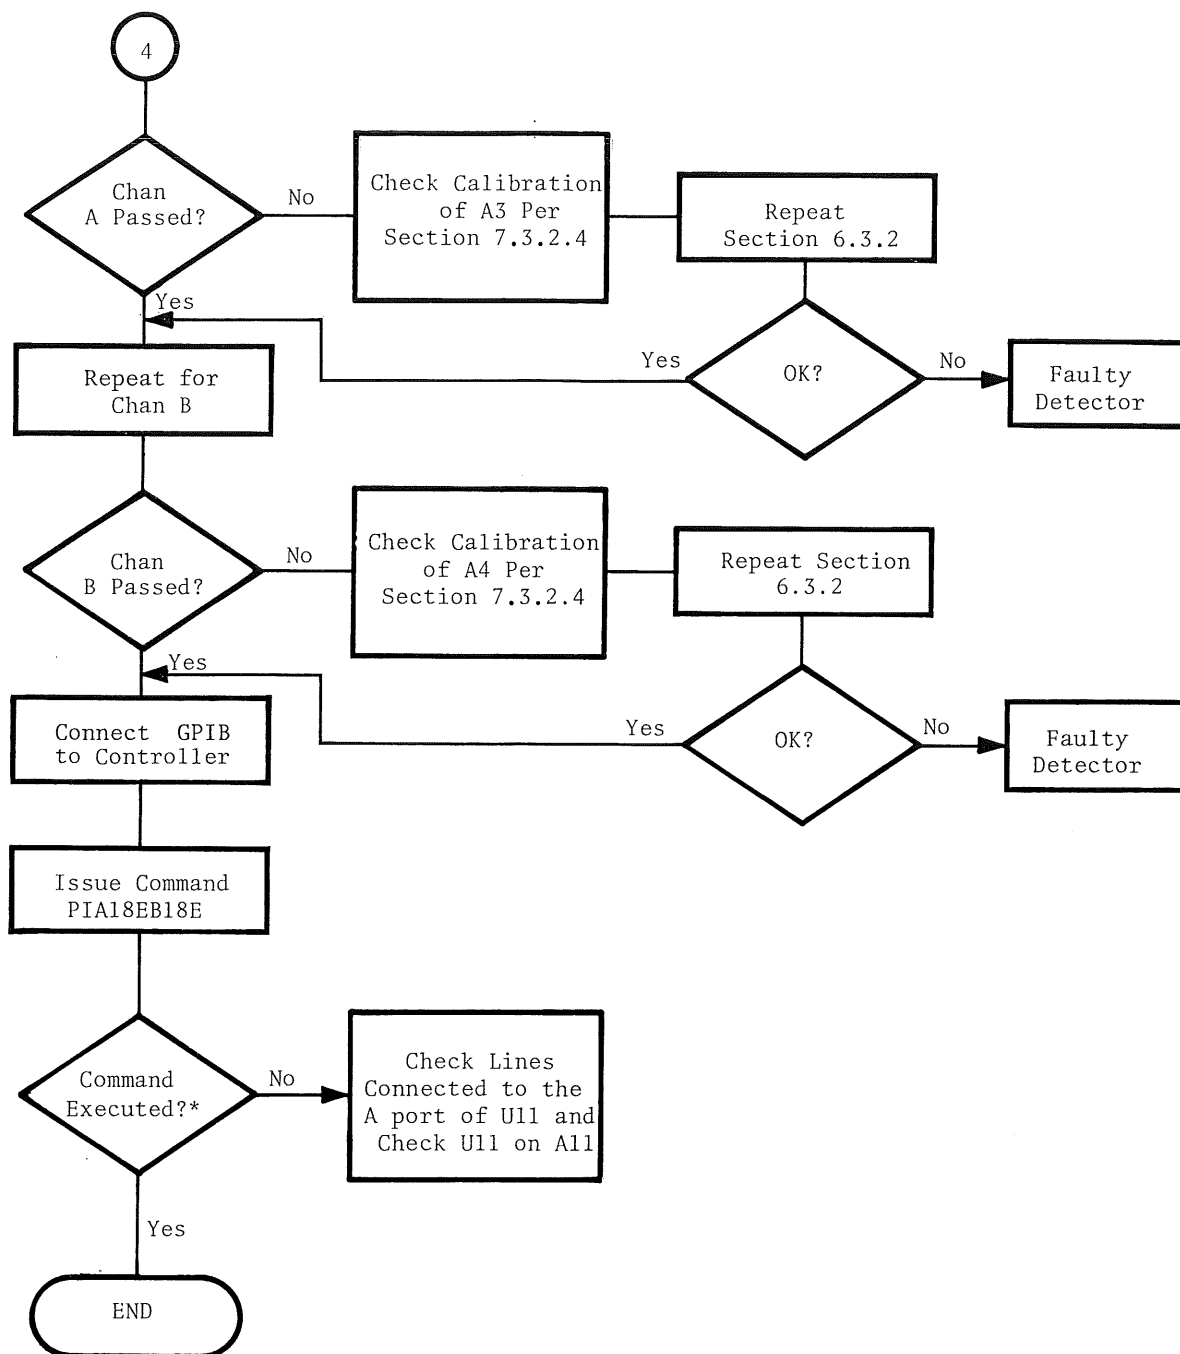 4
Chan
A Passed?
No
Check Calibration
of A3 Per
Section 7.3.2.4
Repeat
Section 6.3.2
Yes
Repeat for
Chan B
Yes
OK?
No
Faulty
Detector
Chan
B Passed?
No
Check Calibration
of A4 Per
Section 7.3.2.4
Repeat Section
6.3.2
Yes
Connect GPIB
to Controller
Yes
OK?
No
Faulty
Detector
Issue Command
PIA18EB18E
Command
Executed?*
No
Check Lines
Connected to the
A port of U11 and
Check U11 on A11
Yes
END